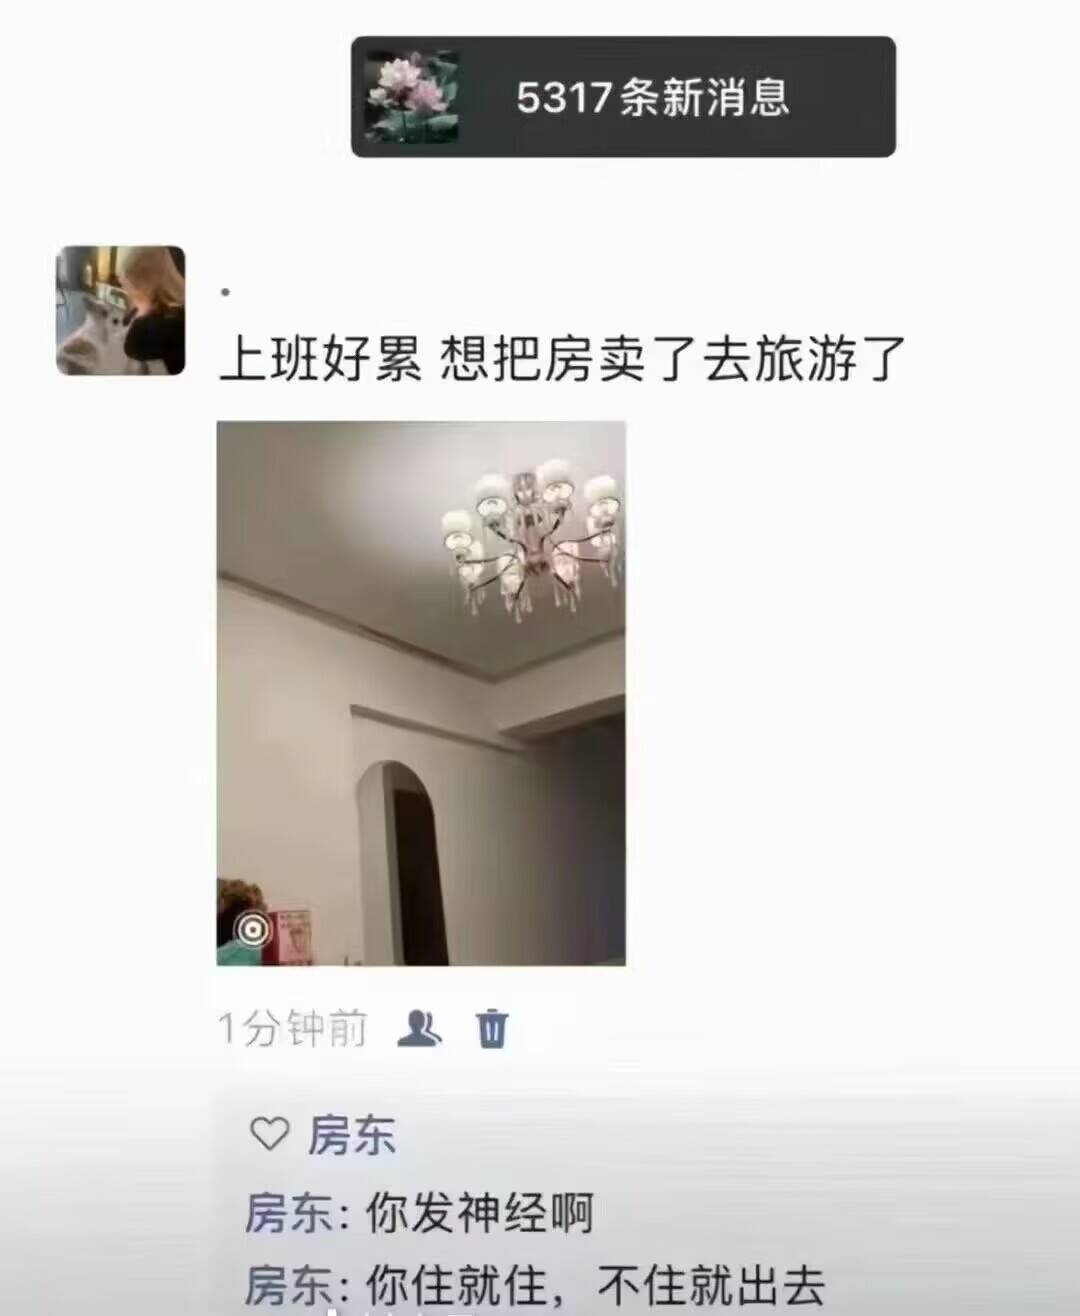 5317条新消息
.
上班好累 想把房卖了去旅游了
1分钟前
房东
房东: 你发神经啊
房东: 你住就住，不住就出去